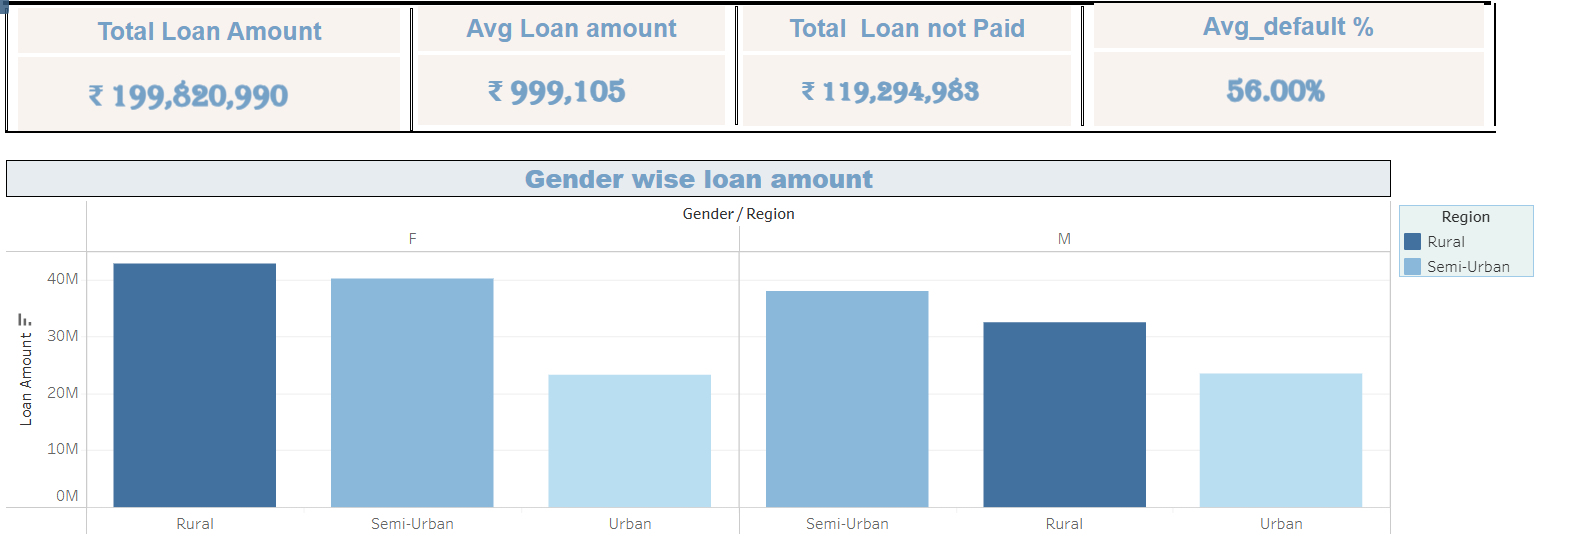 Total Loan Amount
₹ 199,820,990
Avg Loan amount
₹ 999,105
Total Loan not Paid
₹ 119,294,983
Avg_default %
56.00%
Gender wise loan amount
Gender / Region
F
M
Loan Amount
40M
30M
20M
10M
0M
Rural
Semi-Urban
Urban
Semi-Urban
Rural
Urban
Region
Rural
Semi-Urban